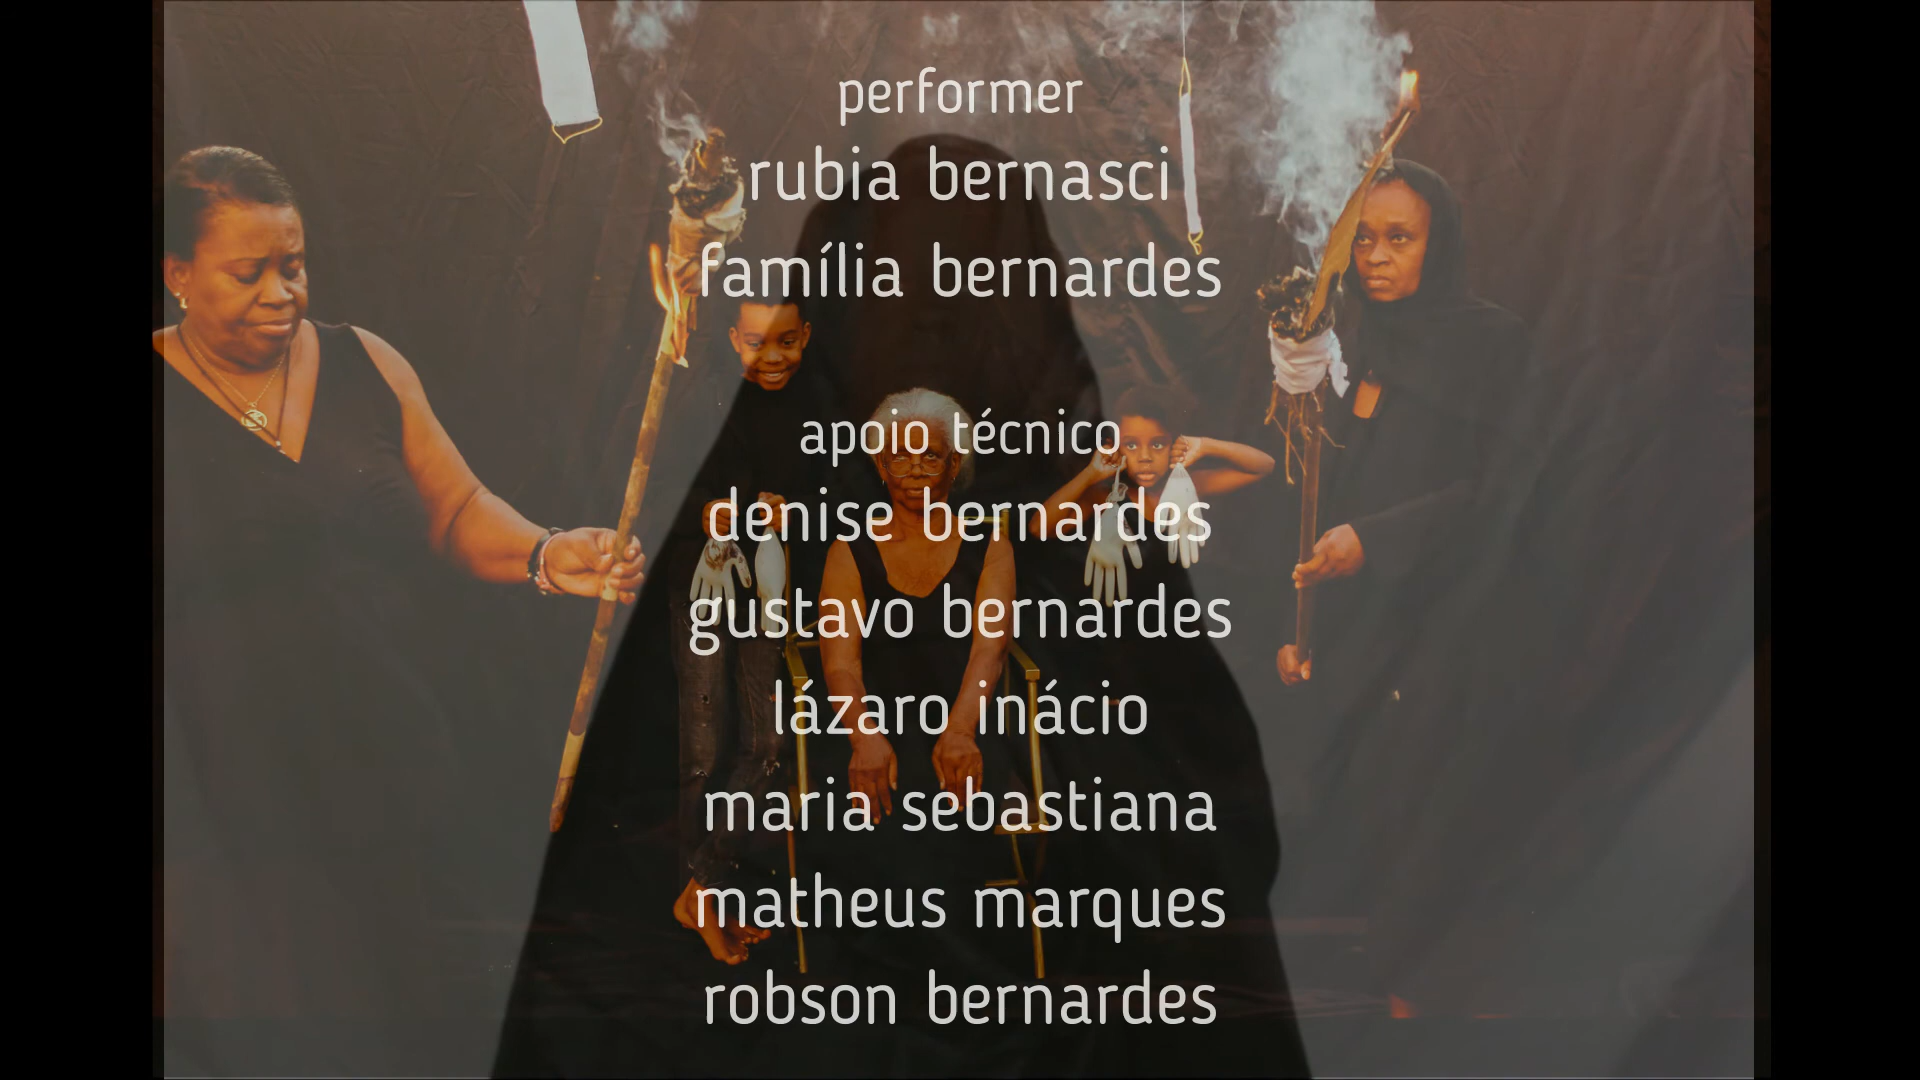 performer
rubia bernasci
família bernardes
apoio técnico
denise bernardes
gustavo bernardes
lázaro inácio
maria sebastiana
matheus marques
robson bernardes